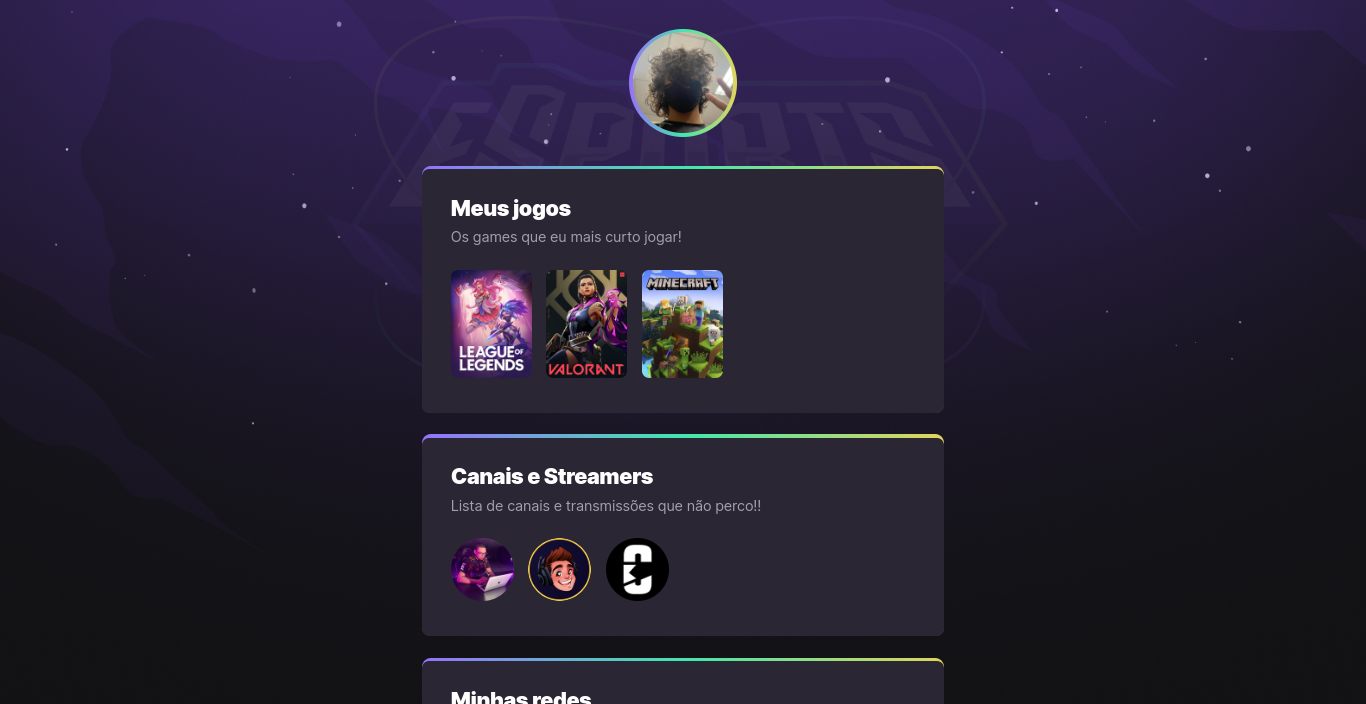 ESPORTS
Meus jogos
Os games que eu mais curto jogar!
LEAGUE OF
LEGENDS
VALORANT
MINECRAFT
Canais e Streamers
Lista de canais e transmissões que não perco!!
Minhas redes